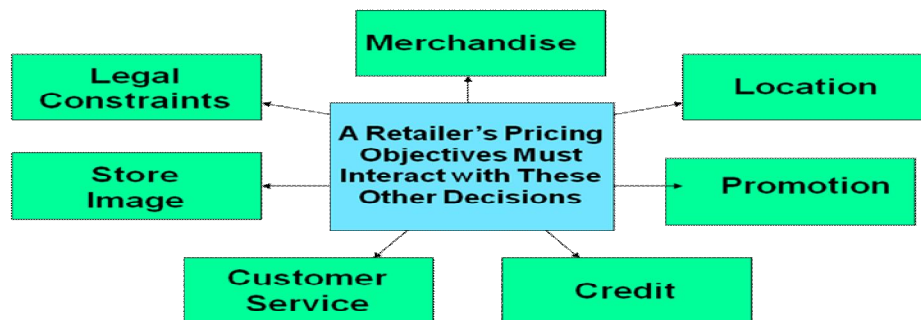 Merchandise
Legal
Constraints
Location
A Retailer's Pricing
Objectives Must
Interact with These
Other Decisions
Store
Image
Promotion
Customer
Service
Credit